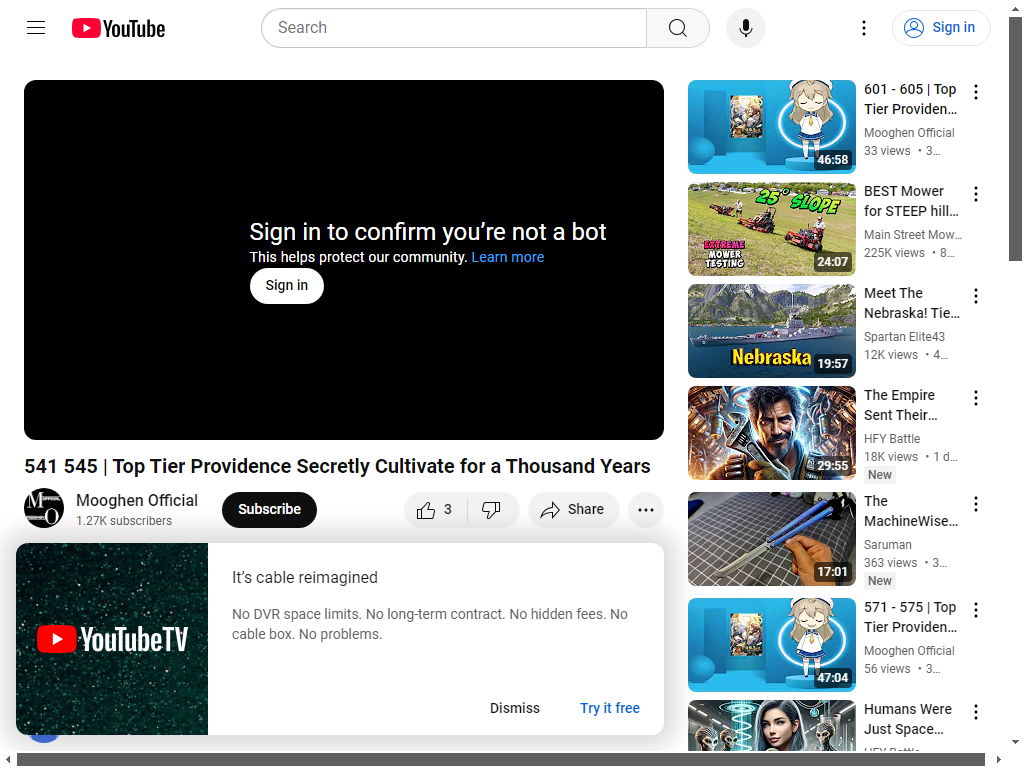 YouTube
Search
Sign in
Sign in to confirm you’re not a bot
This helps protect our community. Learn more
Sign in
541 545 | Top Tier Providence Secretly Cultivate for a Thousand Years
Mooghen Official
1.27K subscribers
Subscribe
3
Share
YouTubeTV
It’s cable reimagined
No DVR space limits. No long-term contract. No hidden fees. No
cable box. No problems.
Dismiss
Try it free
46:58
601 - 605 | Top
Tier Providen...
Mooghen Official
33 views • 3...
25° SLOPE
EXTREME
MOWER
TESTING
24:07
BEST Mower
for STEEP hill...
Main Street Mow...
225K views • 8...
Nebraska
19:57
Meet The
Nebraska! Tie...
Spartan Elite43
12K views • 4...
29:55
The Empire
Sent Their...
HFY Battle
18K views • 1 d...
New
17:01
The
MachineWise...
Saruman
363 views • 3...
New
47:04
571 - 575 | Top
Tier Providen...
Mooghen Official
56 views • 3...
Humans Were
Just Space...
HFY Battle